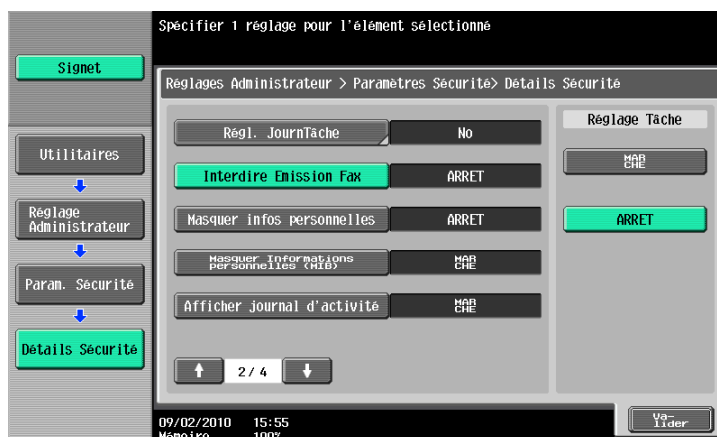 Spécifier 1 réglage pour l'élément sélectionné
Signet
Réglages Administrateur > Paramètres Sécurité> Détails Sécurité
Utilitaires
Réglage
Administrateur
Param. Sécurité
Détails Sécurité
Régl. JournTâche
No
Interdire Emission Fax
ARRET
Masquer infos personnelles
ARRET
Masquer Informations
personnelles (MIB)
MAR
CHE
Afficher journal d'activité
MAR
CHE
2/ 4
Réglage Tâche
MAR
CHE
ARRET
09/02/2010 15:55
Mémoire 100%
Va-
lider